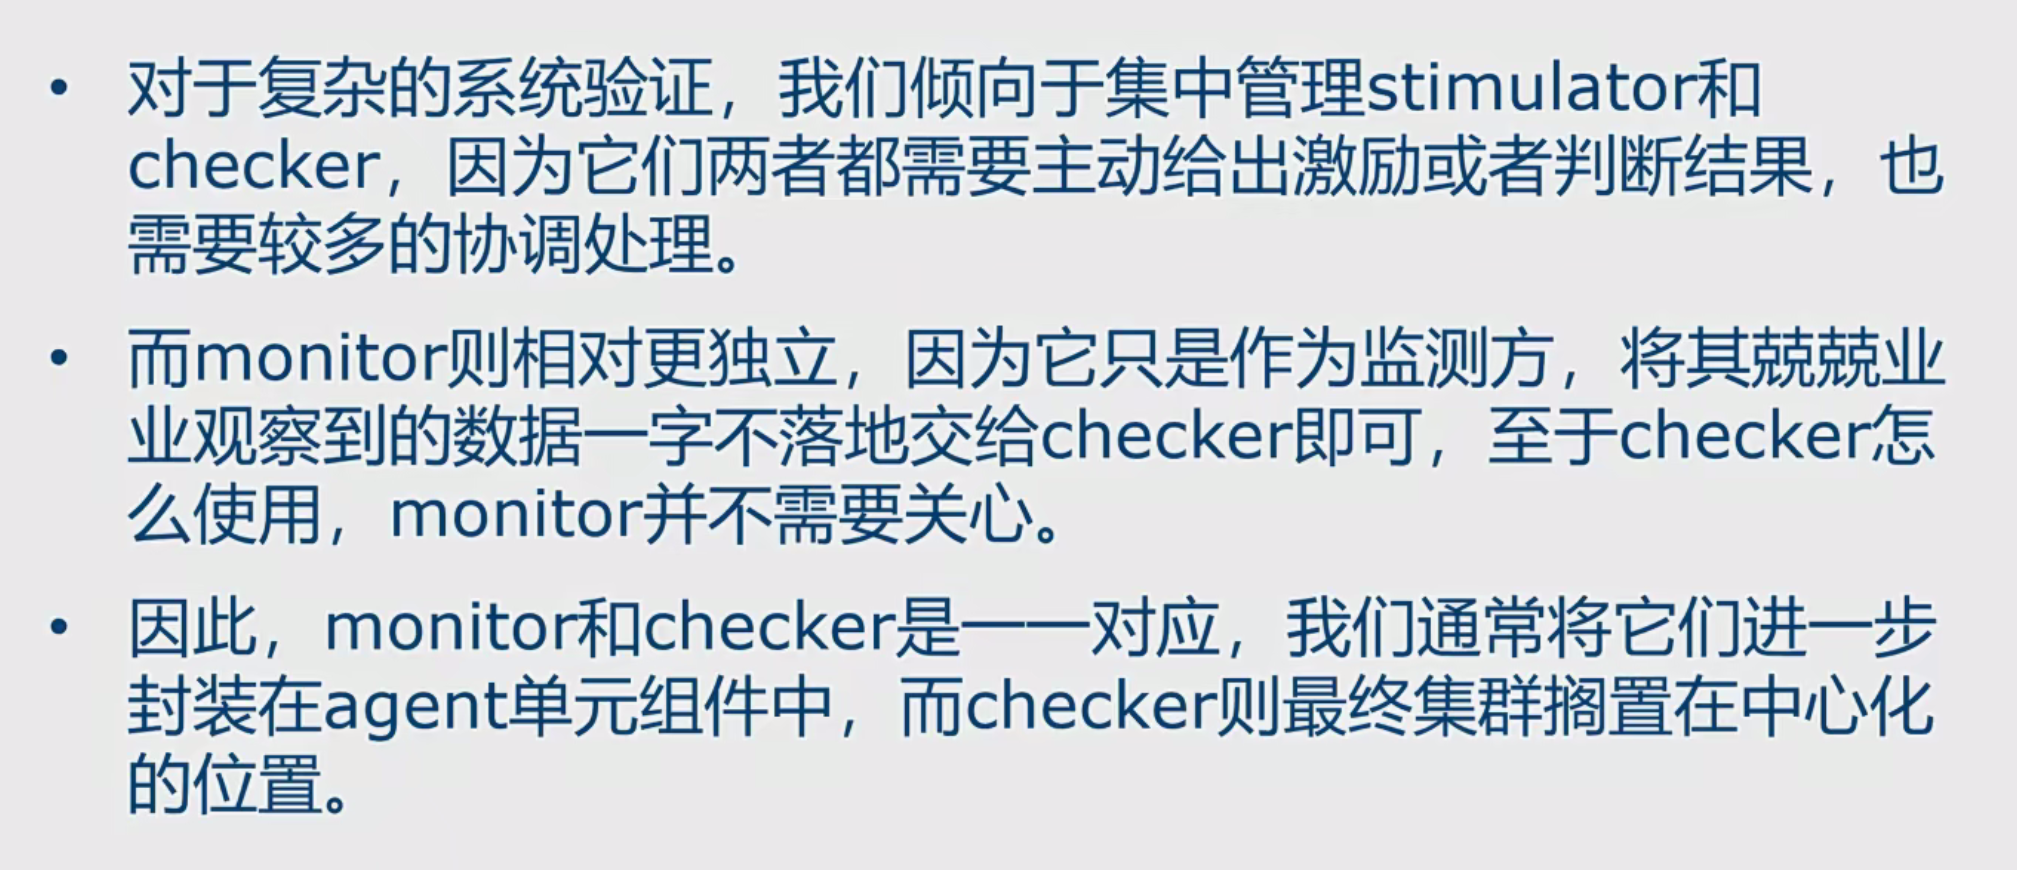 • 对于复杂的系统验证，我们倾向于集中管理stimulator和
checker，因为它们两者都需要主动给出激励或者判断结果，也
需要较多的协调处理。
• 而monitor则相对更独立，因为它只是作为监测方，将其兢兢业
业观察到的数据一字不落地交给checker即可，至于checker怎
么使用，monitor并不需要关心。
• 因此，monitor和checker是一一对应，我们通常将它们进一步
封装在agent单元组件中，而checker则最终集群搁置在中心化
的位置。